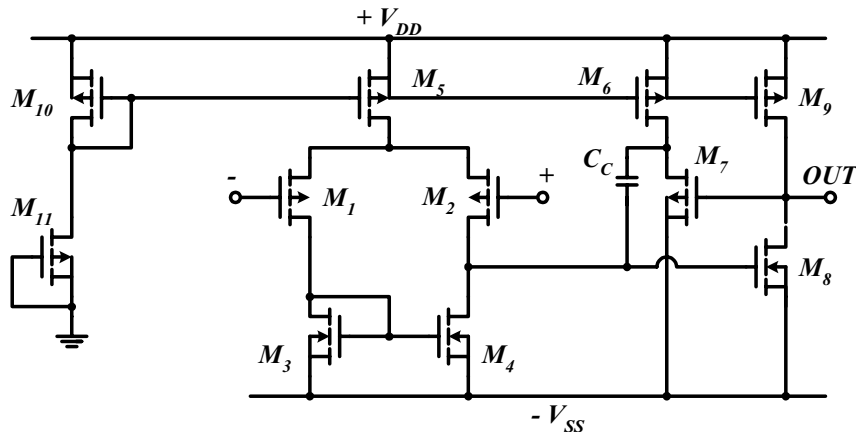 + V_DD
M_10
M_5
M_6
M_9
C_C
M_7
OUT
M_11
-
M_1
M_2
+
M_8
M_3
M_4
- V_SS